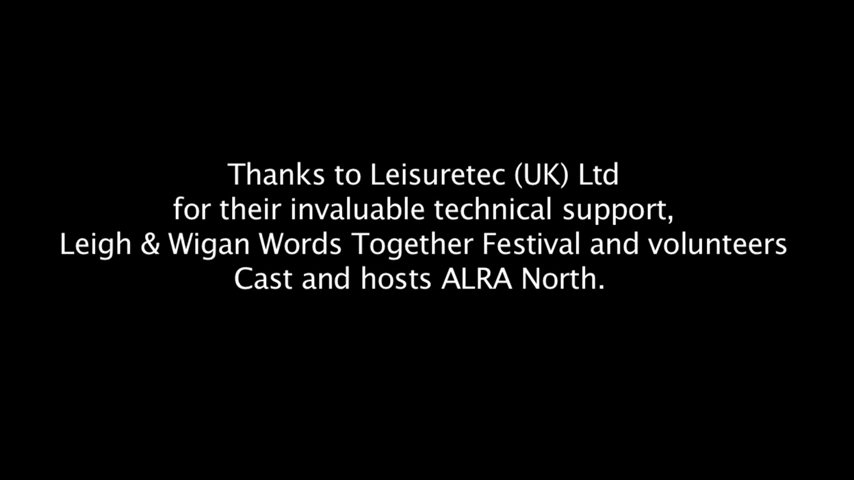 Thanks to Leisuretec (UK) Ltd
for their invaluable technical support,
Leigh & Wigan Words Together Festival and volunteers
Cast and hosts ALRA North.